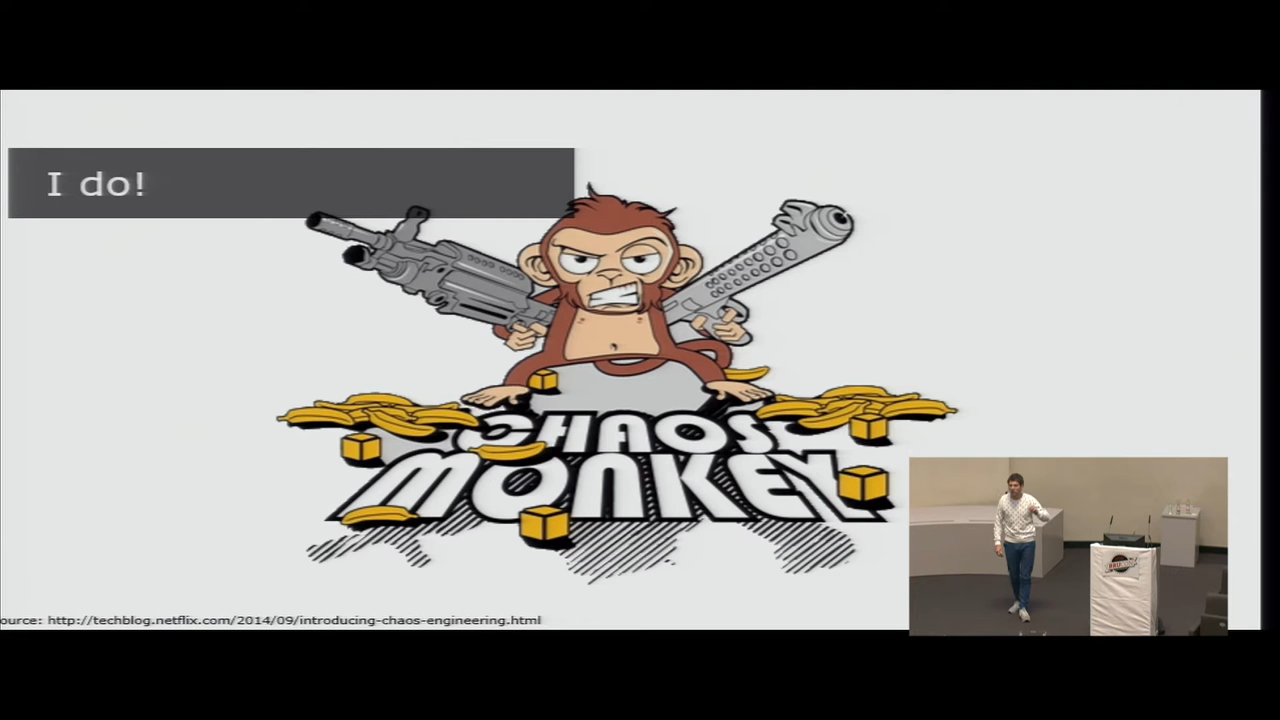 I do!
CHAOS
MONKEY
ource: http://techblog.netflix.com/2014/09/introducing-chaos-engineering.html